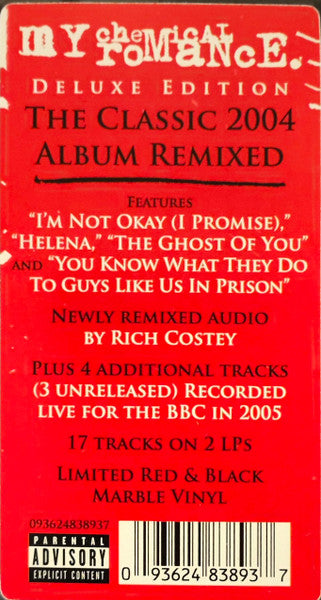 my chemical romance.
DELUXE EDITION
THE CLASSIC 2004
ALBUM REMIXED
FEATURES
“I'M NOT OKAY (I PROMISE),”
“HELENA,” “THE GHOST OF YOU”
AND “YOU KNOW WHAT THEY DO
TO GUYS LIKE US IN PRISON”
NEWLY REMIXED AUDIO
BY RICH COSTEY
PLUS 4 ADDITIONAL TRACKS
(3 UNRELEASED) RECORDED
LIVE FOR THE BBC IN 2005
17 TRACKS ON 2 LPS
LIMITED RED & BLACK
MARBLE VINYL
093624838937
PARENTAL
ADVISORY
EXPLICIT CONTENT
0 93624 83893 7